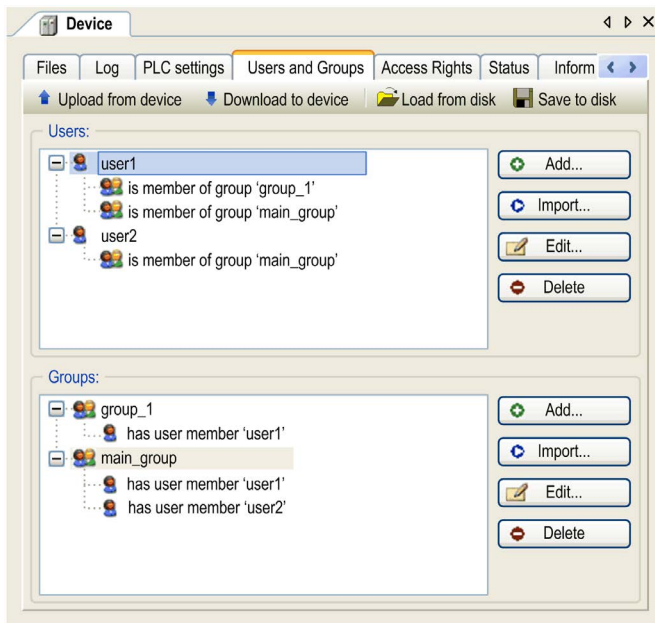 Device
Files Log PLC settings Users and Groups Access Rights Status Inform
Upload from device Download to device Load from disk Save to disk
Users:
user1
is member of group ‘group_1’
is member of group ‘main_group’
user2
is member of group ‘main_group’
Add...
Import...
Edit...
Delete
Groups:
group_1
has user member ‘user1’
main_group
has user member ‘user1’
has user member ‘user2’
Add...
Import...
Edit...
Delete